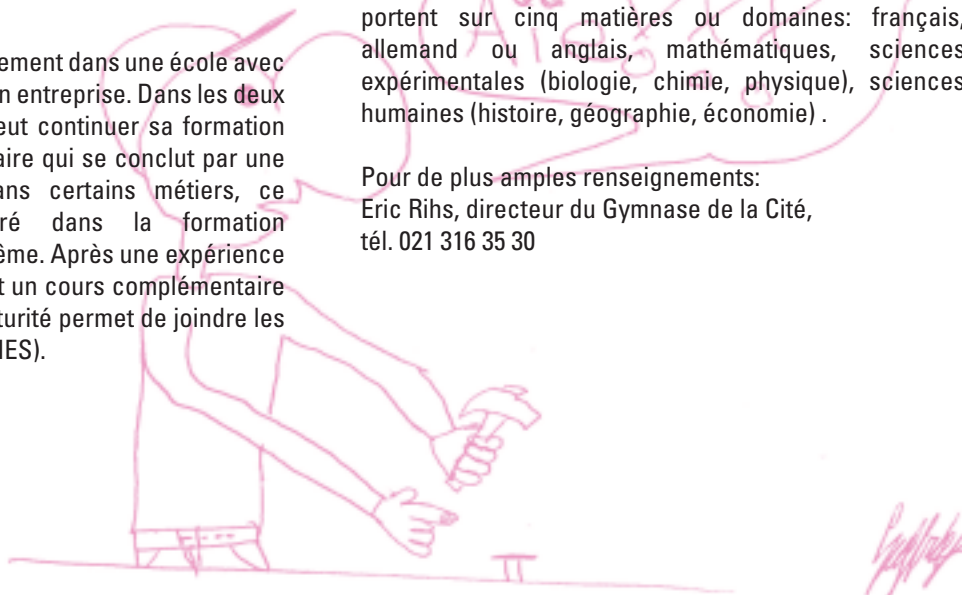 ement dans une école avec
n entreprise. Dans les deux
eut continuer sa formation
aire qui se conclut par une
ans certains métiers, ce
ré dans la formation
ême. Après une expérience
t un cours complémentaire
turité permet de joindre les
IES).
portent sur cinq matières ou domaines: français,
allemand ou anglais, mathématiques, sciences
expérimentales (biologie, chimie, physique), sciences
humaines (histoire, géographie, économie) .
Pour de plus amples renseignements:
Eric Rihs, directeur du Gymnase de la Cité,
tél. 021 316 35 30